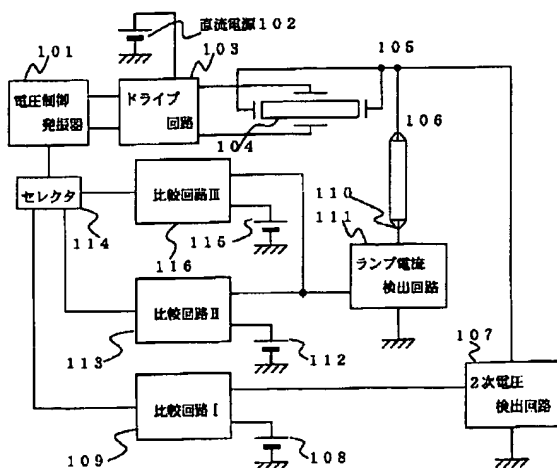 直流電源102
101
103
105
電圧制御
発振器
ドライブ
回路
104
106
セレクタ
114
比較回路Ⅲ
115
116
110
111
ランプ電流
検出回路
比較回路Ⅱ
113
112
107
2次電圧
検出回路
比較回路Ⅰ
109
108